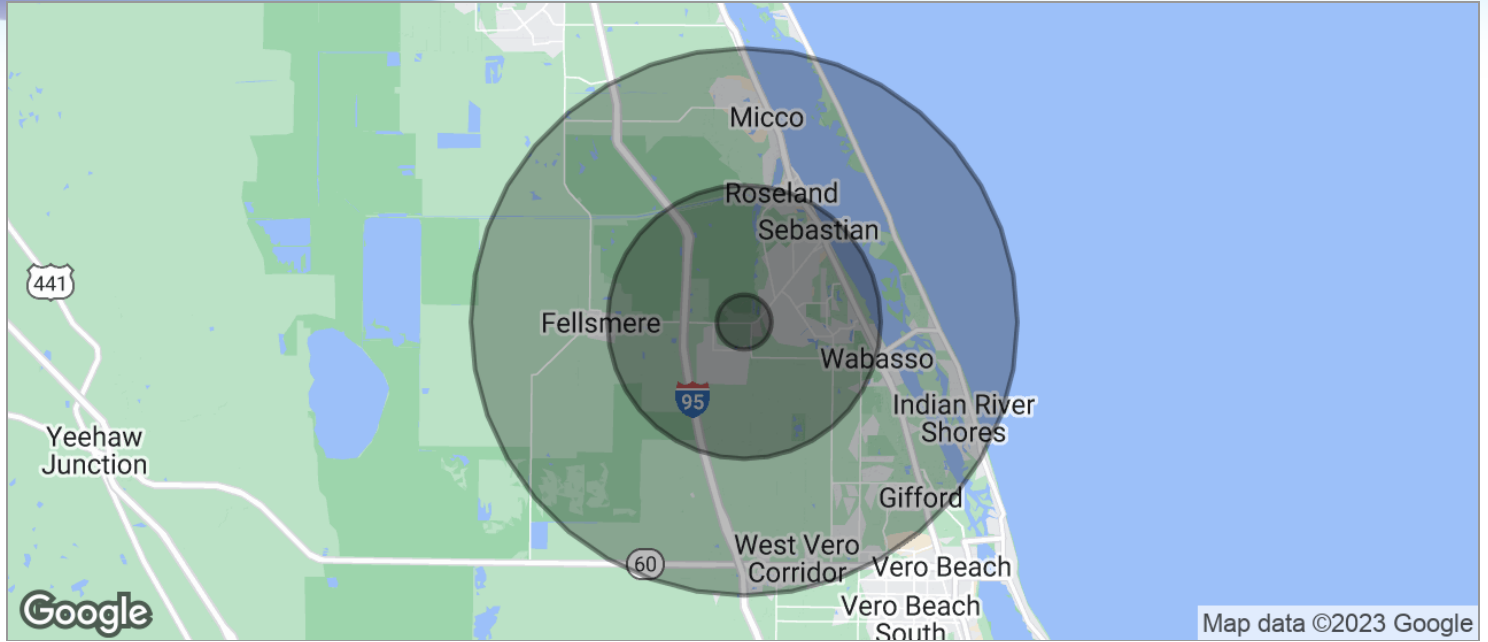 Micco
Roseland
Sebastian
441
Fellsmere
Wabasso
95
Indian River
Shores
Yeehaw
Junction
Gifford
West Vero
Corridor
60
Vero Beach
Vero Beach
South
Google
Map data ©2023 Google